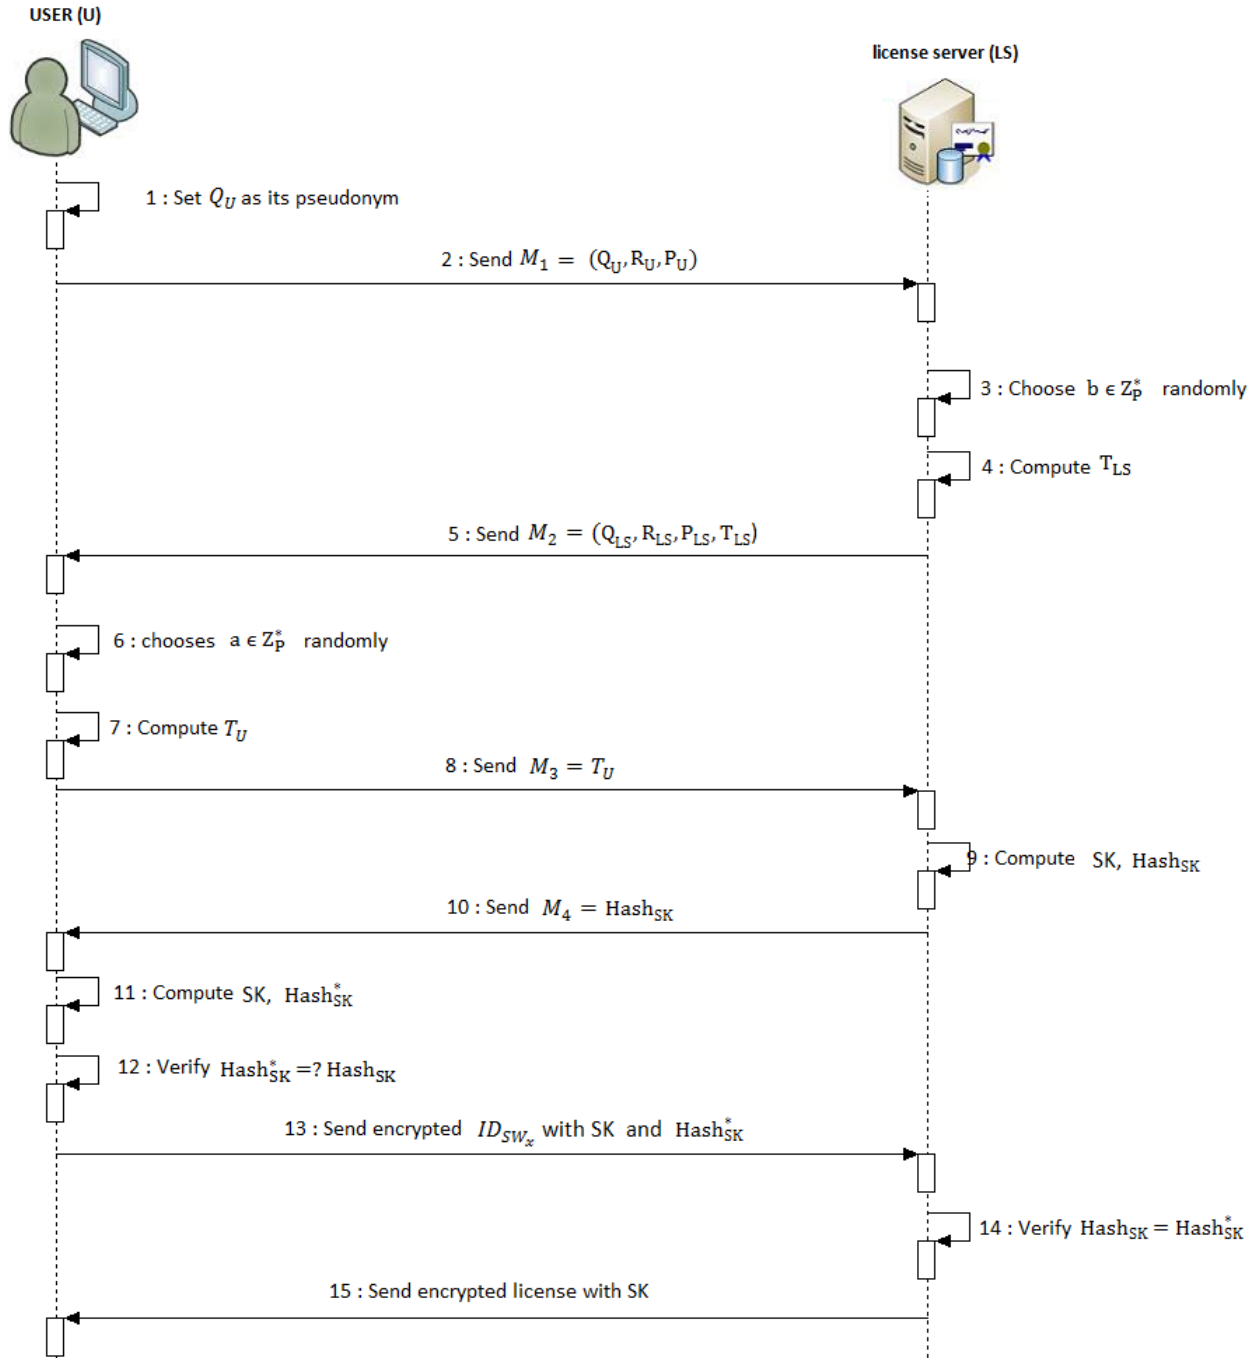 USER (U)
license server (LS)
1 : Set Q_U as its pseudonym
2 : Send M_1 = (Q_U, R_U, P_U)
3 : Choose b ϵ Z_P^* randomly
4 : Compute T_LS
5 : Send M_2 = (Q_LS, R_LS, P_LS, T_LS)
6 : chooses a ϵ Z_P^* randomly
7 : Compute T_U
8 : Send M_3 = T_U
9 : Compute SK, Hash_SK
10 : Send M_4 = Hash_SK
11 : Compute SK, Hash_SK^*
12 : Verify Hash_SK^* =? Hash_SK
13 : Send encrypted ID_SW_x with SK and Hash_SK^*
14 : Verify Hash_SK = Hash_SK^*
15 : Send encrypted license with SK